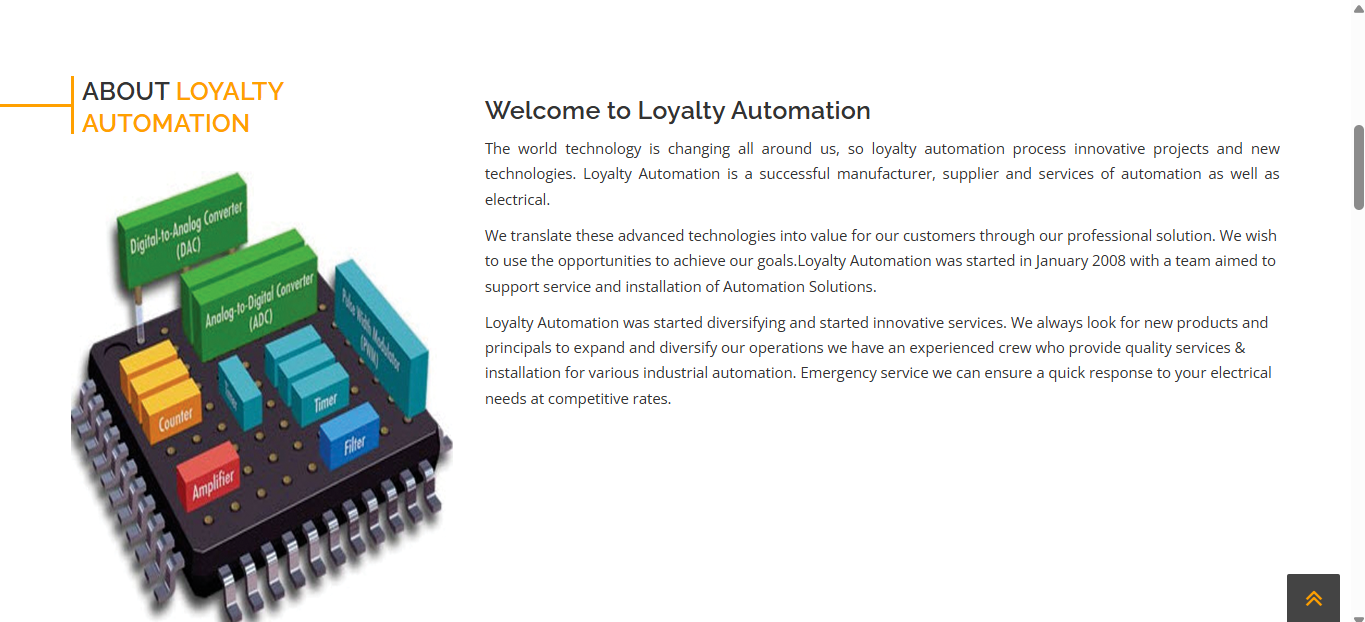 ABOUT LOYALTY
AUTOMATION
Welcome to Loyalty Automation
The world technology is changing all around us, so loyalty automation process innovative projects and new
technologies. Loyalty Automation is a successful manufacturer, supplier and services of automation as well as
electrical.
We translate these advanced technologies into value for our customers through our professional solution. We wish
to use the opportunities to achieve our goals.Loyalty Automation was started in January 2008 with a team aimed to
support service and installation of Automation Solutions.
Loyalty Automation was started diversifying and started innovative services. We always look for new products and
principals to expand and diversify our operations we have an experienced crew who provide quality services &
installation for various industrial automation. Emergency service we can ensure a quick response to your electrical
needs at competitive rates.
Digital-to-Analog Converter
(DAC)
Analog-to-Digital Converter
(ADC)
Pulse Width Modulator
(PWM)
Counter
Timer
Timer
Filter
Amplifier